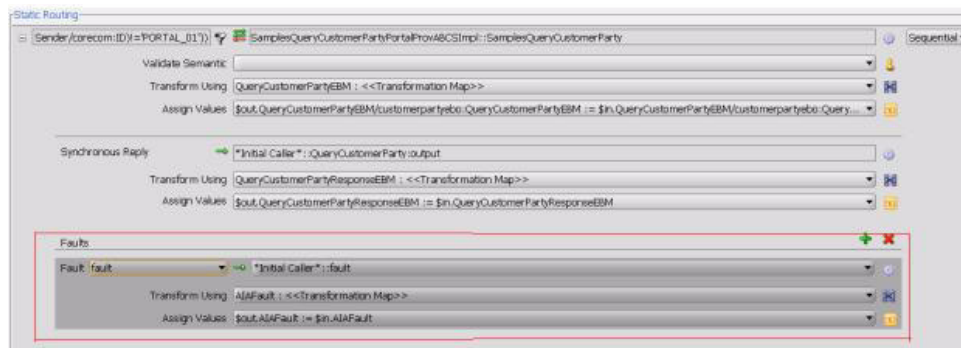 Static Routing
Sender/corecom:ID)!='PORTAL_01')) SamplesQueryCustomerPartyPortalProvABCSImpl::SamplesQueryCustomerParty Sequential
Validate Semantic
Transform Using QueryCustomerPartyEBM : <<Transformation Map>>
Assign Values $out.QueryCustomerPartyEBM/customerpartyebo:QueryCustomerPartyEBM := $in.QueryCustomerPartyEBM/customerpartyebo:Query...
Synchronous Reply *Initial Caller*::QueryCustomerParty:output
Transform Using QueryCustomerPartyResponseEBM : <<Transformation Map>>
Assign Values $out.QueryCustomerPartyResponseEBM := $in.QueryCustomerPartyResponseEBM
Faults
Fault fault *Initial Caller*::fault
Transform Using AIAFault : <<Transformation Map>>
Assign Values $out.AIAFault := $in.AIAFault